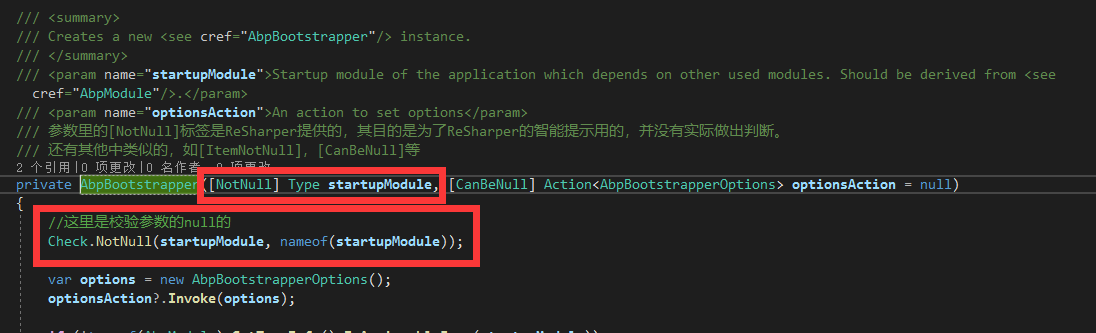 /// <summary>
/// Creates a new <see cref="AbpBootstrapper"/> instance.
/// </summary>
/// <param name="startupModule">Startup module of the application which depends on other used modules. Should be derived from <see
cref="AbpModule"/>.</param>
/// <param name="optionsAction">An action to set options</param>
/// 参数里的[NotNull]标签是ReSharper提供的，其目的是为了ReSharper的智能提示用的，并没有实际做出判断。
/// 还有其他中类似的，如[ItemNotNull]，[CanBeNull]等
2 个引用|0 项更改|0 名作者，0 项更改
private AbpBootstrapper([NotNull] Type startupModule, [CanBeNull] Action<AbpBootstrapperOptions> optionsAction = null)
{
//这里是校验参数的null的
Check.NotNull(startupModule, nameof(startupModule));
var options = new AbpBootstrapperOptions();
optionsAction?.Invoke(options);